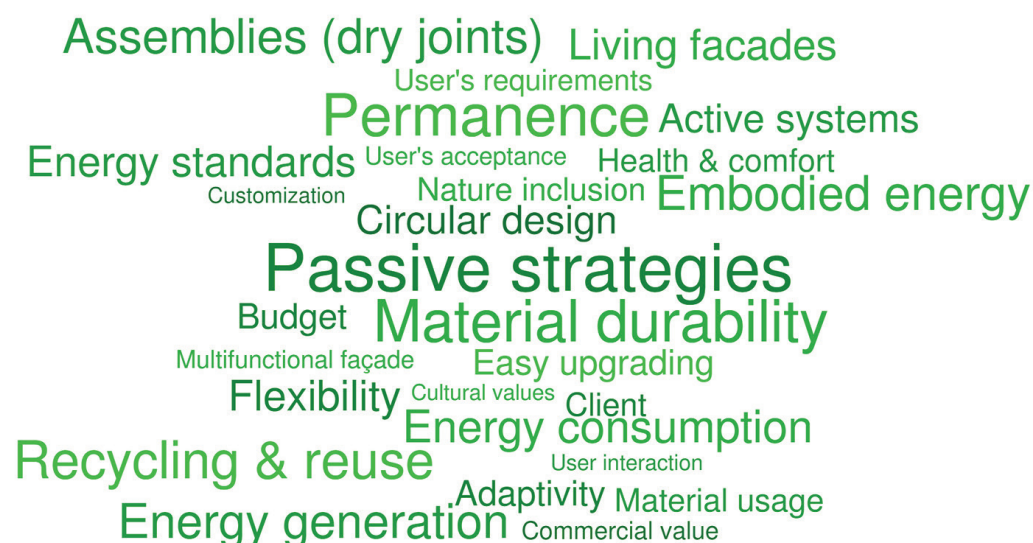 Assemblies (dry joints) Living facades
User's requirements
Permanence Active systems
Energy standards User's acceptance Health & comfort
Customization Nature inclusion Embodied energy
Circular design
Passive strategies
Budget Material durability
Multifunctional façade Easy upgrading
Flexibility Cultural values Client
Energy consumption
Recycling & reuse User interaction
Adaptivity Material usage
Energy generation Commercial value